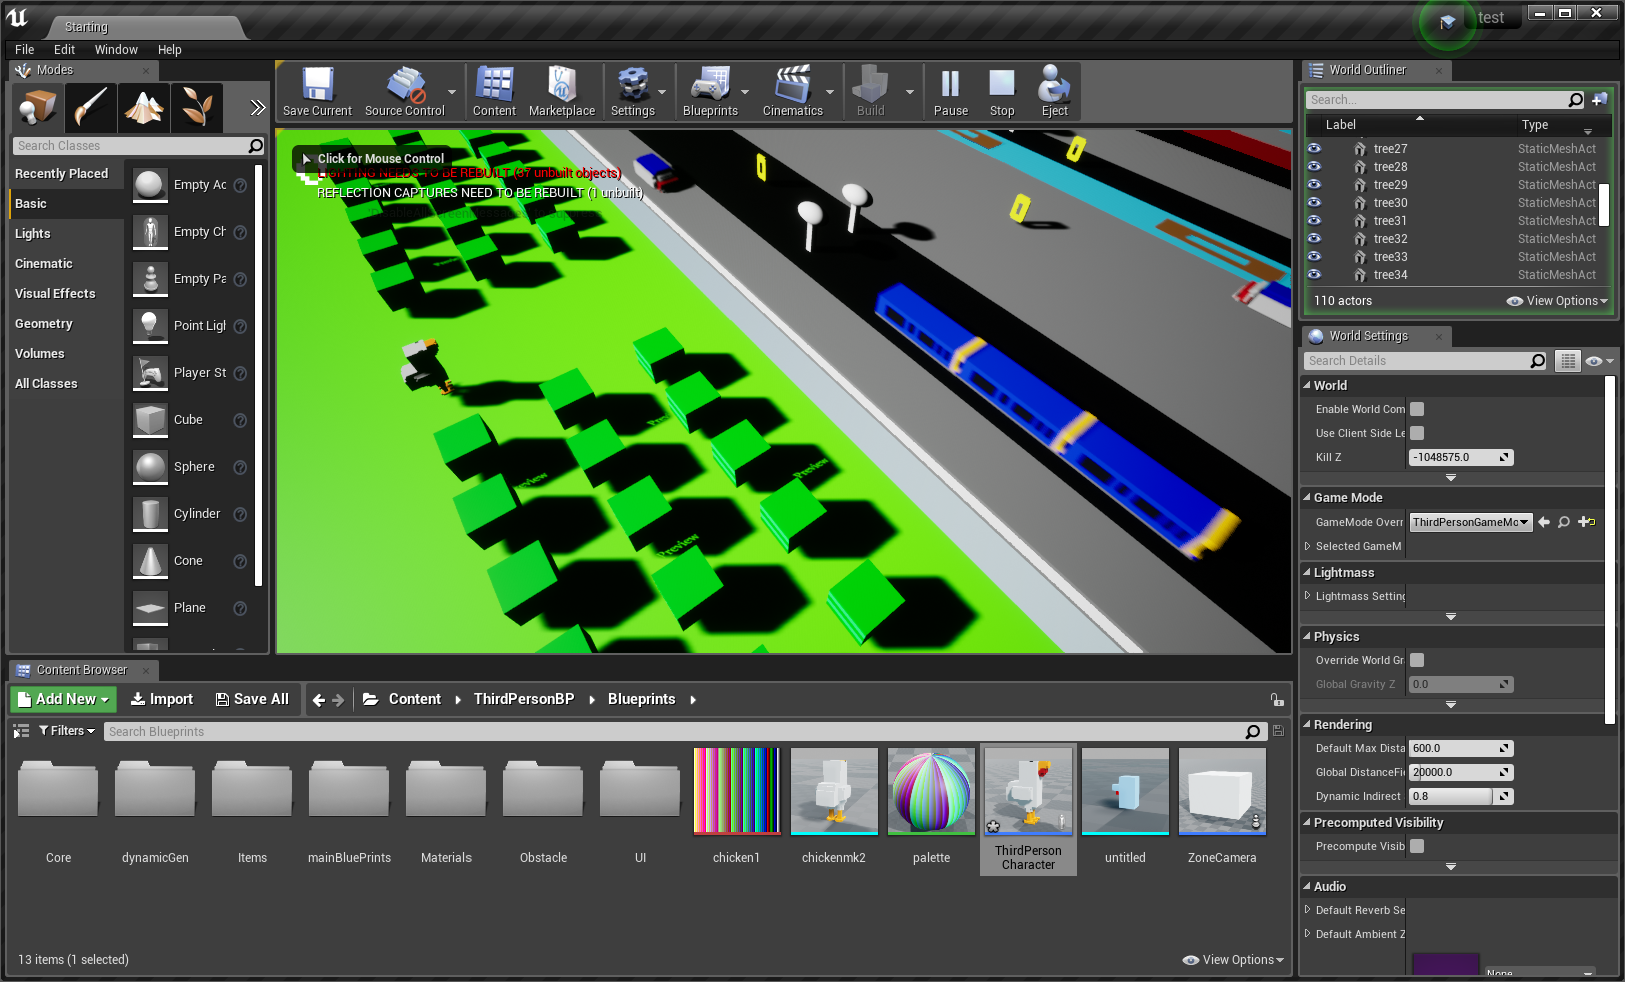 Starting
test
File Edit Window Help
Modes
Search Classes
Recently Placed
Basic
Lights
Cinematic
Visual Effects
Geometry
Volumes
All Classes
Empty Ac
Empty Ch
Empty Pa
Point Ligh
Player St
Cube
Sphere
Cylinder
Cone
Plane
Save Current
Source Control
Content
Marketplace
Settings
Blueprints
Cinematics
Build
Pause
Stop
Eject
Click for Mouse Control
LIGHTING NEEDS TO BE REBUILT (97 unbuilt objects)
REFLECTION CAPTURES NEED TO BE REBUILT (1 unbuilt)
Preview
Preview
World Outliner
Search...
Label Type
tree27 StaticMeshAct
tree28 StaticMeshAct
tree29 StaticMeshAct
tree30 StaticMeshAct
tree31 StaticMeshAct
tree32 StaticMeshAct
tree33 StaticMeshAct
tree34 StaticMeshAct
110 actors
View Options
World Settings
Search Details
World
Enable World Com
Use Client Side Le
Kill Z -1048575.0
Game Mode
GameMode Overr ThirdPersonGameMo
Selected GameM
Lightmass
Lightmass Setting
Physics
Override World Gr
Global Gravity Z 0.0
Rendering
Default Max Dista 600.0
Global DistanceFie 20000.0
Dynamic Indirect 0.8
Precomputed Visibility
Precompute Visib
Audio
Default Reverb Se
Default Ambient Z
None
Content Browser
Add New Import Save All Content ThirdPersonBP Blueprints
Filters Search Blueprints
Core
dynamicGen
Items
mainBluePrints
Materials
Obstacle
UI
chicken1
chickenmk2
palette
ThirdPerson
Character
untitled
ZoneCamera
13 items (1 selected)
View Options